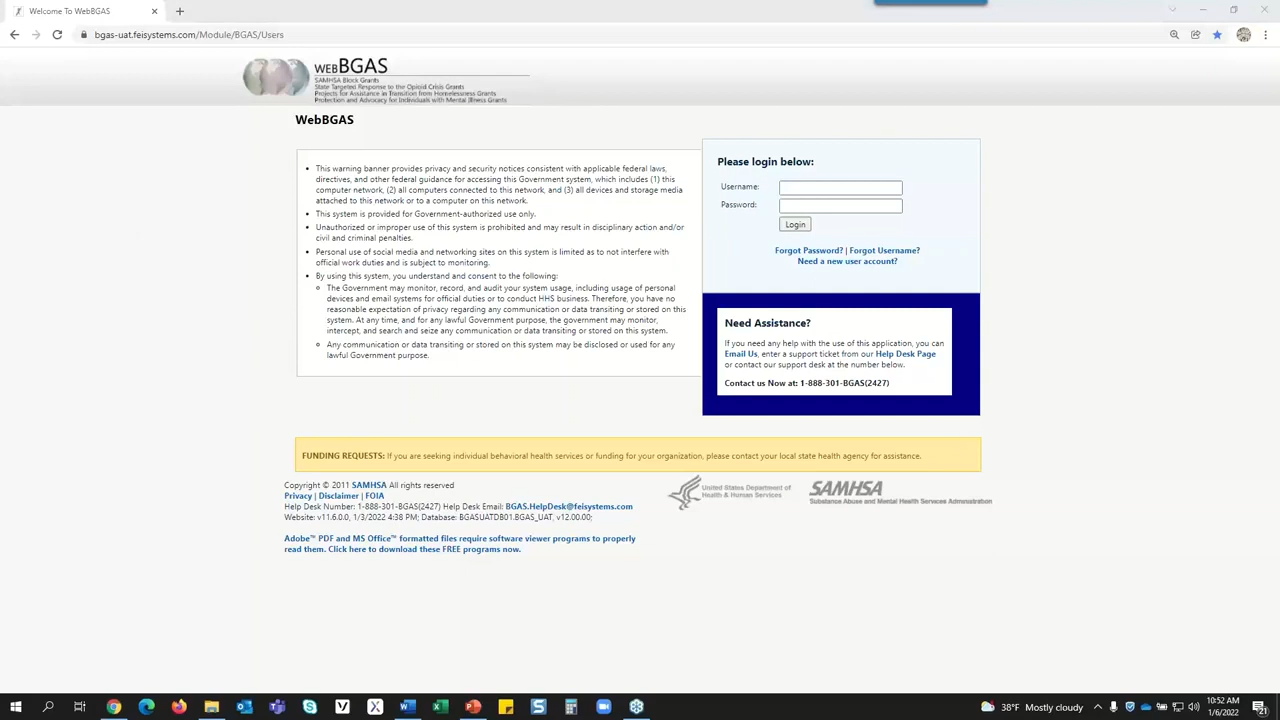 Welcome To WebBGAS
bgas-uat.feisystems.com/Module/BGAS/Users
WEBBGAS
SAMHSA Block Grants
State Targeted Response to the Opioid Crisis Grants
Projects for Assistance in Transition from Homelessness Grants
Protection and Advocacy for Individuals with Mental Illness Grants
WebBGAS
This warning banner provides privacy and security notices consistent with applicable federal laws,
directives, and other federal guidance for accessing this Government system, which includes (1) this
computer network, (2) all computers connected to this network, and (3) all devices and storage media
attached to this network or to a computer on this network.
This system is provided for Government-authorized use only.
Unauthorized or improper use of this system is prohibited and may result in disciplinary action and/or
civil and criminal penalties.
Personal use of social media and networking sites on this system is limited as to not interfere with
official work duties and is subject to monitoring.
By using this system, you understand and consent to the following:
The Government may monitor, record, and audit your system usage, including usage of personal
devices and email systems for official duties or to conduct HHS business. Therefore, you have no
reasonable expectation of privacy regarding any communication or data transiting or stored on this
system. At any time, and for any lawful Government purpose, the government may monitor,
intercept, and search and seize any communication or data transiting or stored on this system.
Any communication or data transiting or stored on this system may be disclosed or used for any
lawful Government purpose.
Please login below:
Username:
Password:
Login
Forgot Password? | Forgot Username?
Need a new user account?
Need Assistance?
If you need any help with the use of this application, you can
Email Us, enter a support ticket from our Help Desk Page
or contact our support desk at the number below.
Contact us Now at: 1-888-301-BGAS(2427)
FUNDING REQUESTS: If you are seeking individual behavioral health services or funding for your organization, please contact your local state health agency for assistance.
Copyright © 2011 SAMHSA All rights reserved
Privacy | Disclaimer | FOIA
Help Desk Number: 1-888-301-BGAS(2427) Help Desk Email: BGAS.HelpDesk@feisystems.com
Website: v11.6.0.0, 1/3/2022 4:38 PM; Database: BGASUATDB01.BGAS_UAT, v12.00.00;
Adobe™ PDF and MS Office™ formatted files require software viewer programs to properly
read them. Click here to download these FREE programs now.
United States Department of
Health & Human Services
SAMHSA
Substance Abuse and Mental Health Services Administration
38°F Mostly cloudy
10:52 AM
1/6/2022